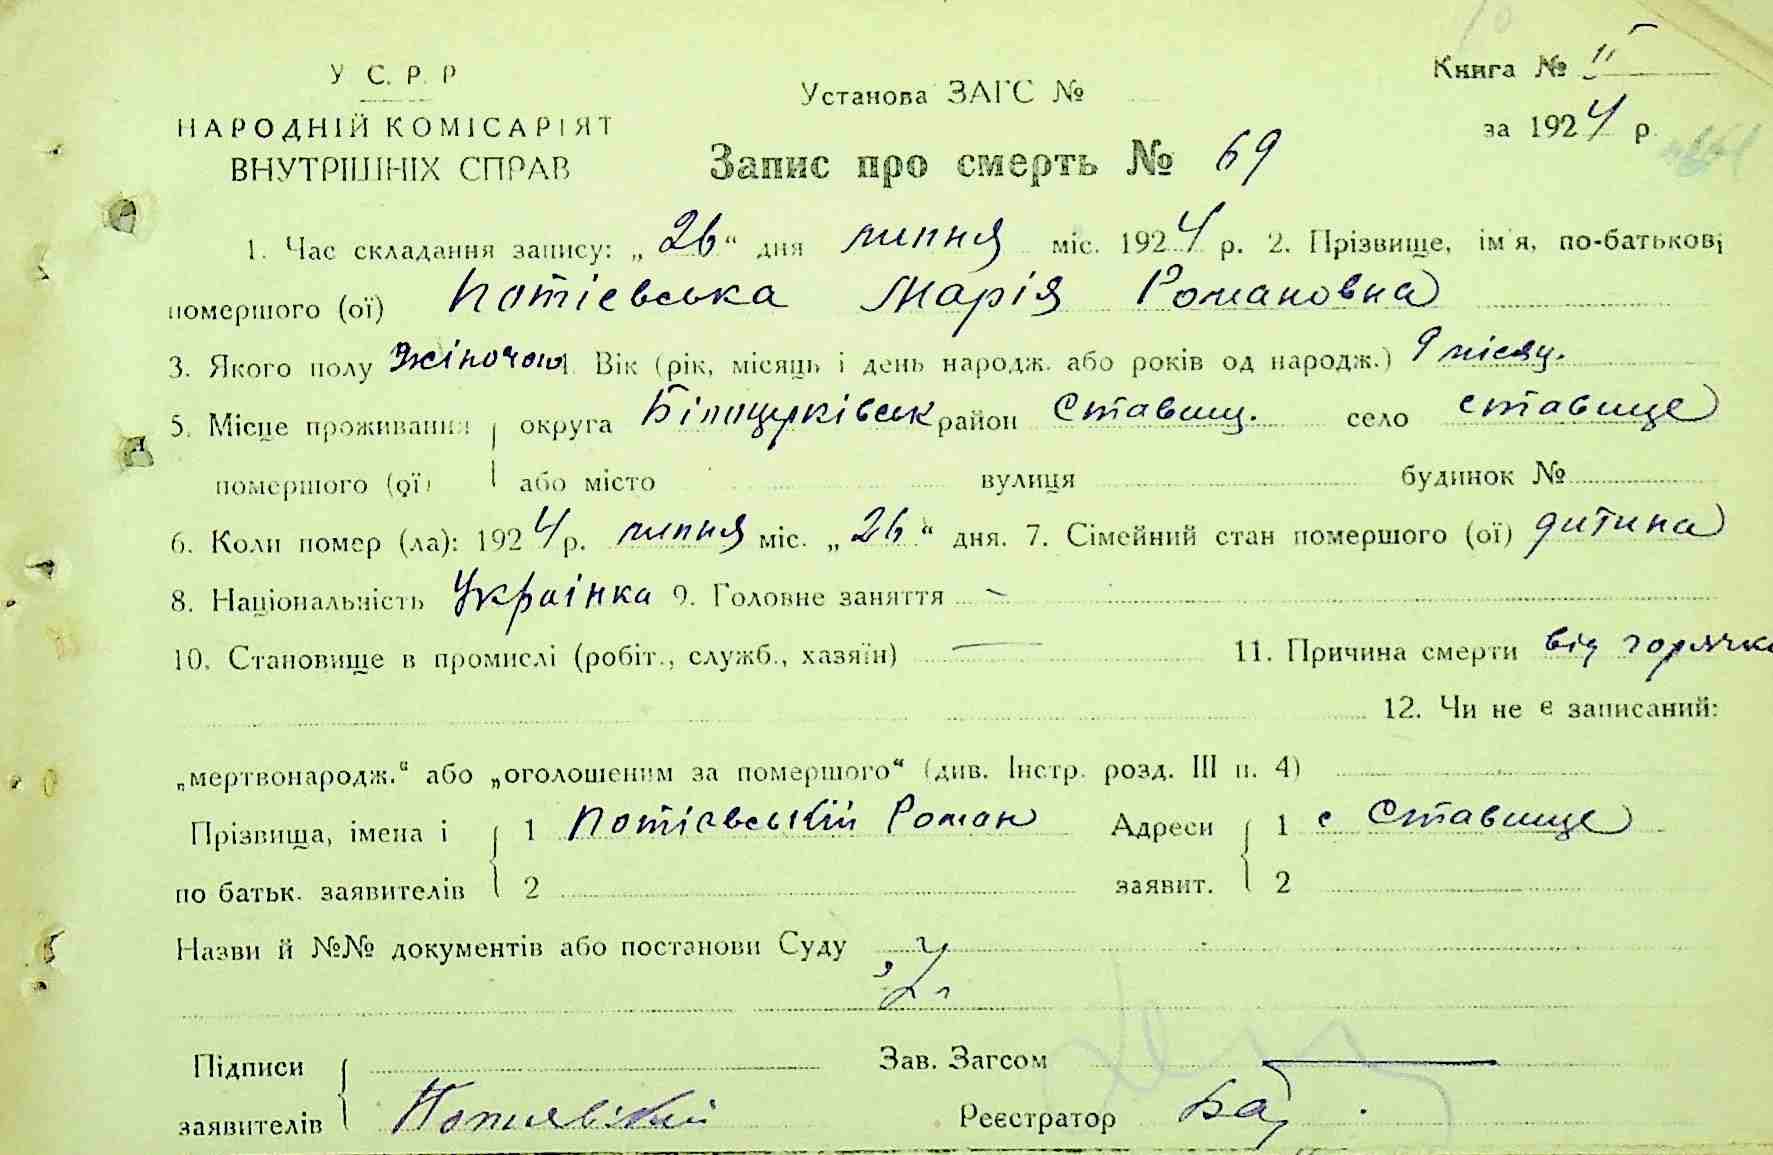 У С. Р. Р
НАРОДНІЙ КОМІСАРІЯТ
ВНУТРІШНІХ СПРАВ
Установа ЗАГС №
Книга № II
за 1924 р.
Запис про смерть № 69
1. Час складання запису: „26“ дня липня міс. 1924 р. 2. Прізвище, ім'я, по-батькові
помершого (ої) Потієвська Марія Романовна
3. Якого полу жіночого 4. Вік (рік, місяць і день народж. або років од народж.) 9 місяц.
5. Місце проживання помершого (ої) округа Білоцерківськ район Ставищ. село Ставище
або місто вулиця будинок №
6. Коли помер (ла): 1924 р. липня міс. „26“ дня. 7. Сімейний стан помершого (ої) дитина
8. Національність Українка 9. Головне заняття –
10. Становище в промислі (робіт., служб., хазяїн) — 11. Причина смерти від горячки
12. Чи не є записаний:
„мертвонародж.“ або „оголошеним за помершого“ (див. Інстр. розд. III п. 4)
Прізвища, імена і по батьк. заявителів 1 Потієвський Роман Адреси заявит. 1 с Ставище
2 2
Назви й №№ документів або постанови Суду
Підписи заявителів Зав. Загсом
Потиевский Реєстратор